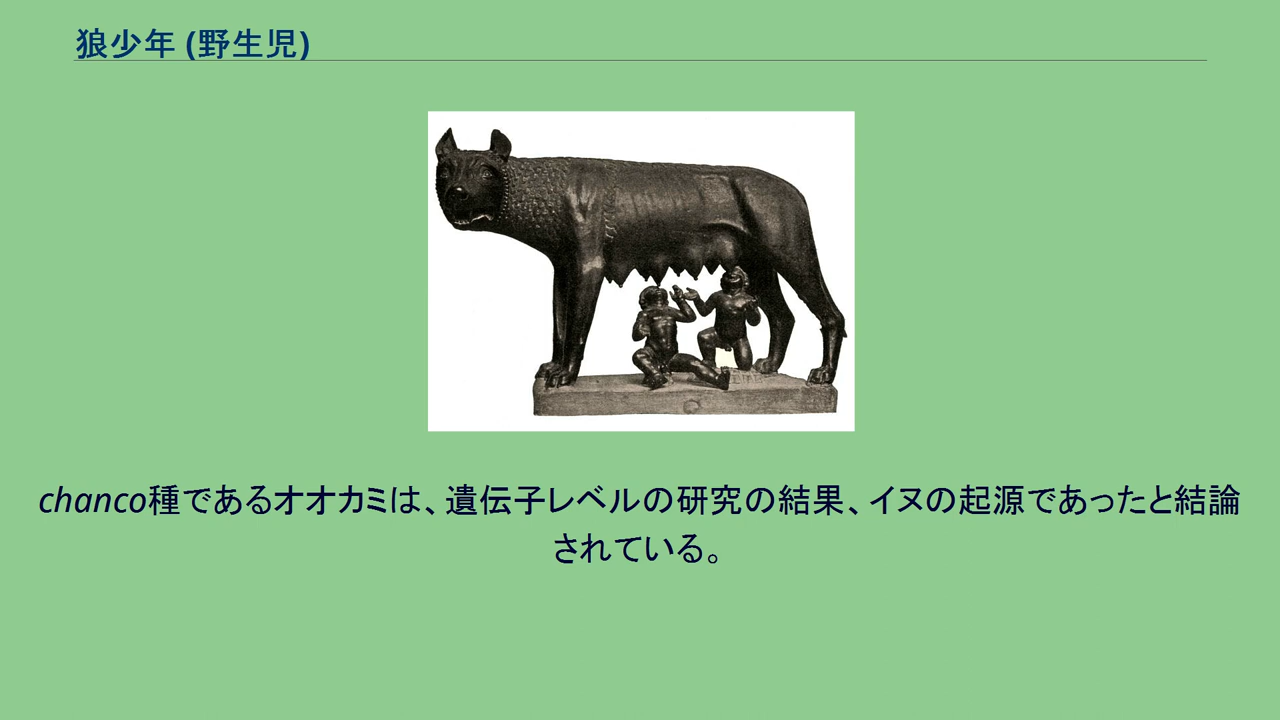 狼少年 (野生児)
chanco種であるオオカミは、遺伝子レベルの研究の結果、イヌの起源であったと結論
されている。